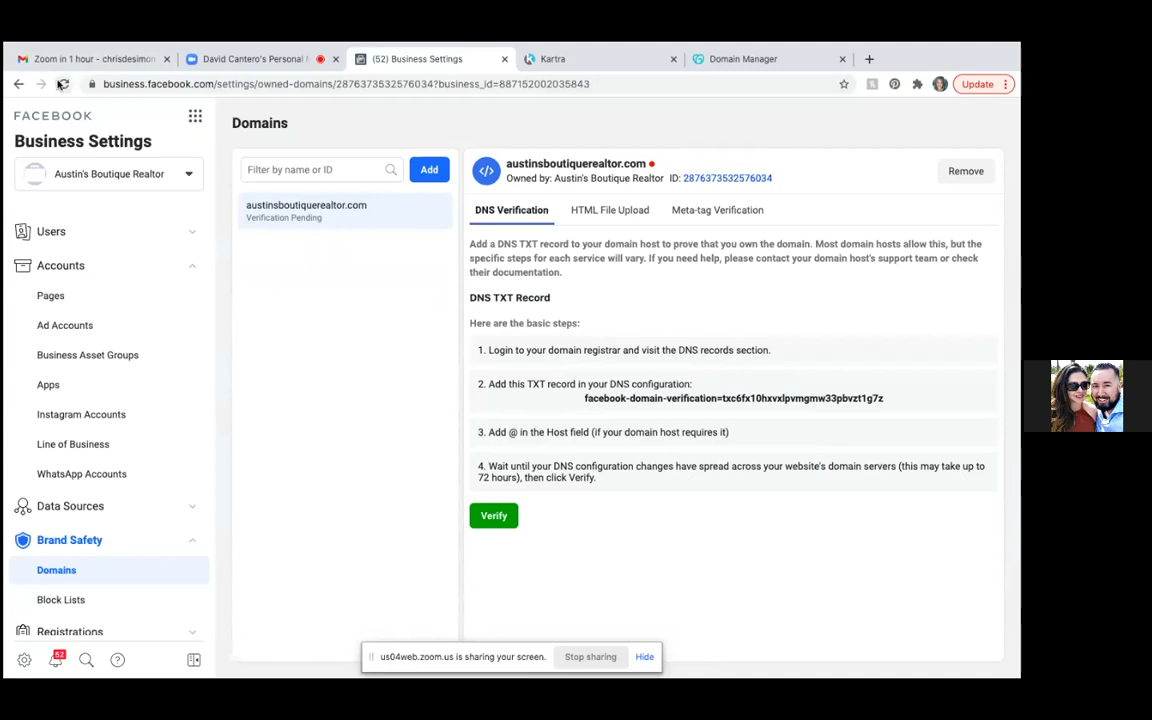 Zoom in 1 hour - chrisdesimon
David Cantero's Personal
(52) Business Settings
Kartra
Domain Manager
business.facebook.com/settings/owned-domains/2876373532576034?business_id=887152002035843
Update
FACEBOOK
Business Settings
Austin's Boutique Realtor
Users
Accounts
Pages
Ad Accounts
Business Asset Groups
Apps
Instagram Accounts
Line of Business
WhatsApp Accounts
Data Sources
Brand Safety
Domains
Block Lists
Registrations
52
Domains
Filter by name or ID
Add
austinsboutiquerealtor.com
Verification Pending
austinsboutiquerealtor.com
Owned by: Austin's Boutique Realtor ID: 2876373532576034
Remove
DNS Verification
HTML File Upload
Meta-tag Verification
Add a DNS TXT record to your domain host to prove that you own the domain. Most domain hosts allow this, but the
specific steps for each service will vary. If you need help, please contact your domain host's support team or check
their documentation.
DNS TXT Record
Here are the basic steps:
1. Login to your domain registrar and visit the DNS records section.
2. Add this TXT record in your DNS configuration:
facebook-domain-verification=txc6fx10hxvxlpvmgmw33pbvzt1g7z
3. Add @ in the Host field (if your domain host requires it)
4. Wait until your DNS configuration changes have spread across your website's domain servers (this may take up to
72 hours), then click Verify.
Verify
us04web.zoom.us is sharing your screen.
Stop sharing
Hide